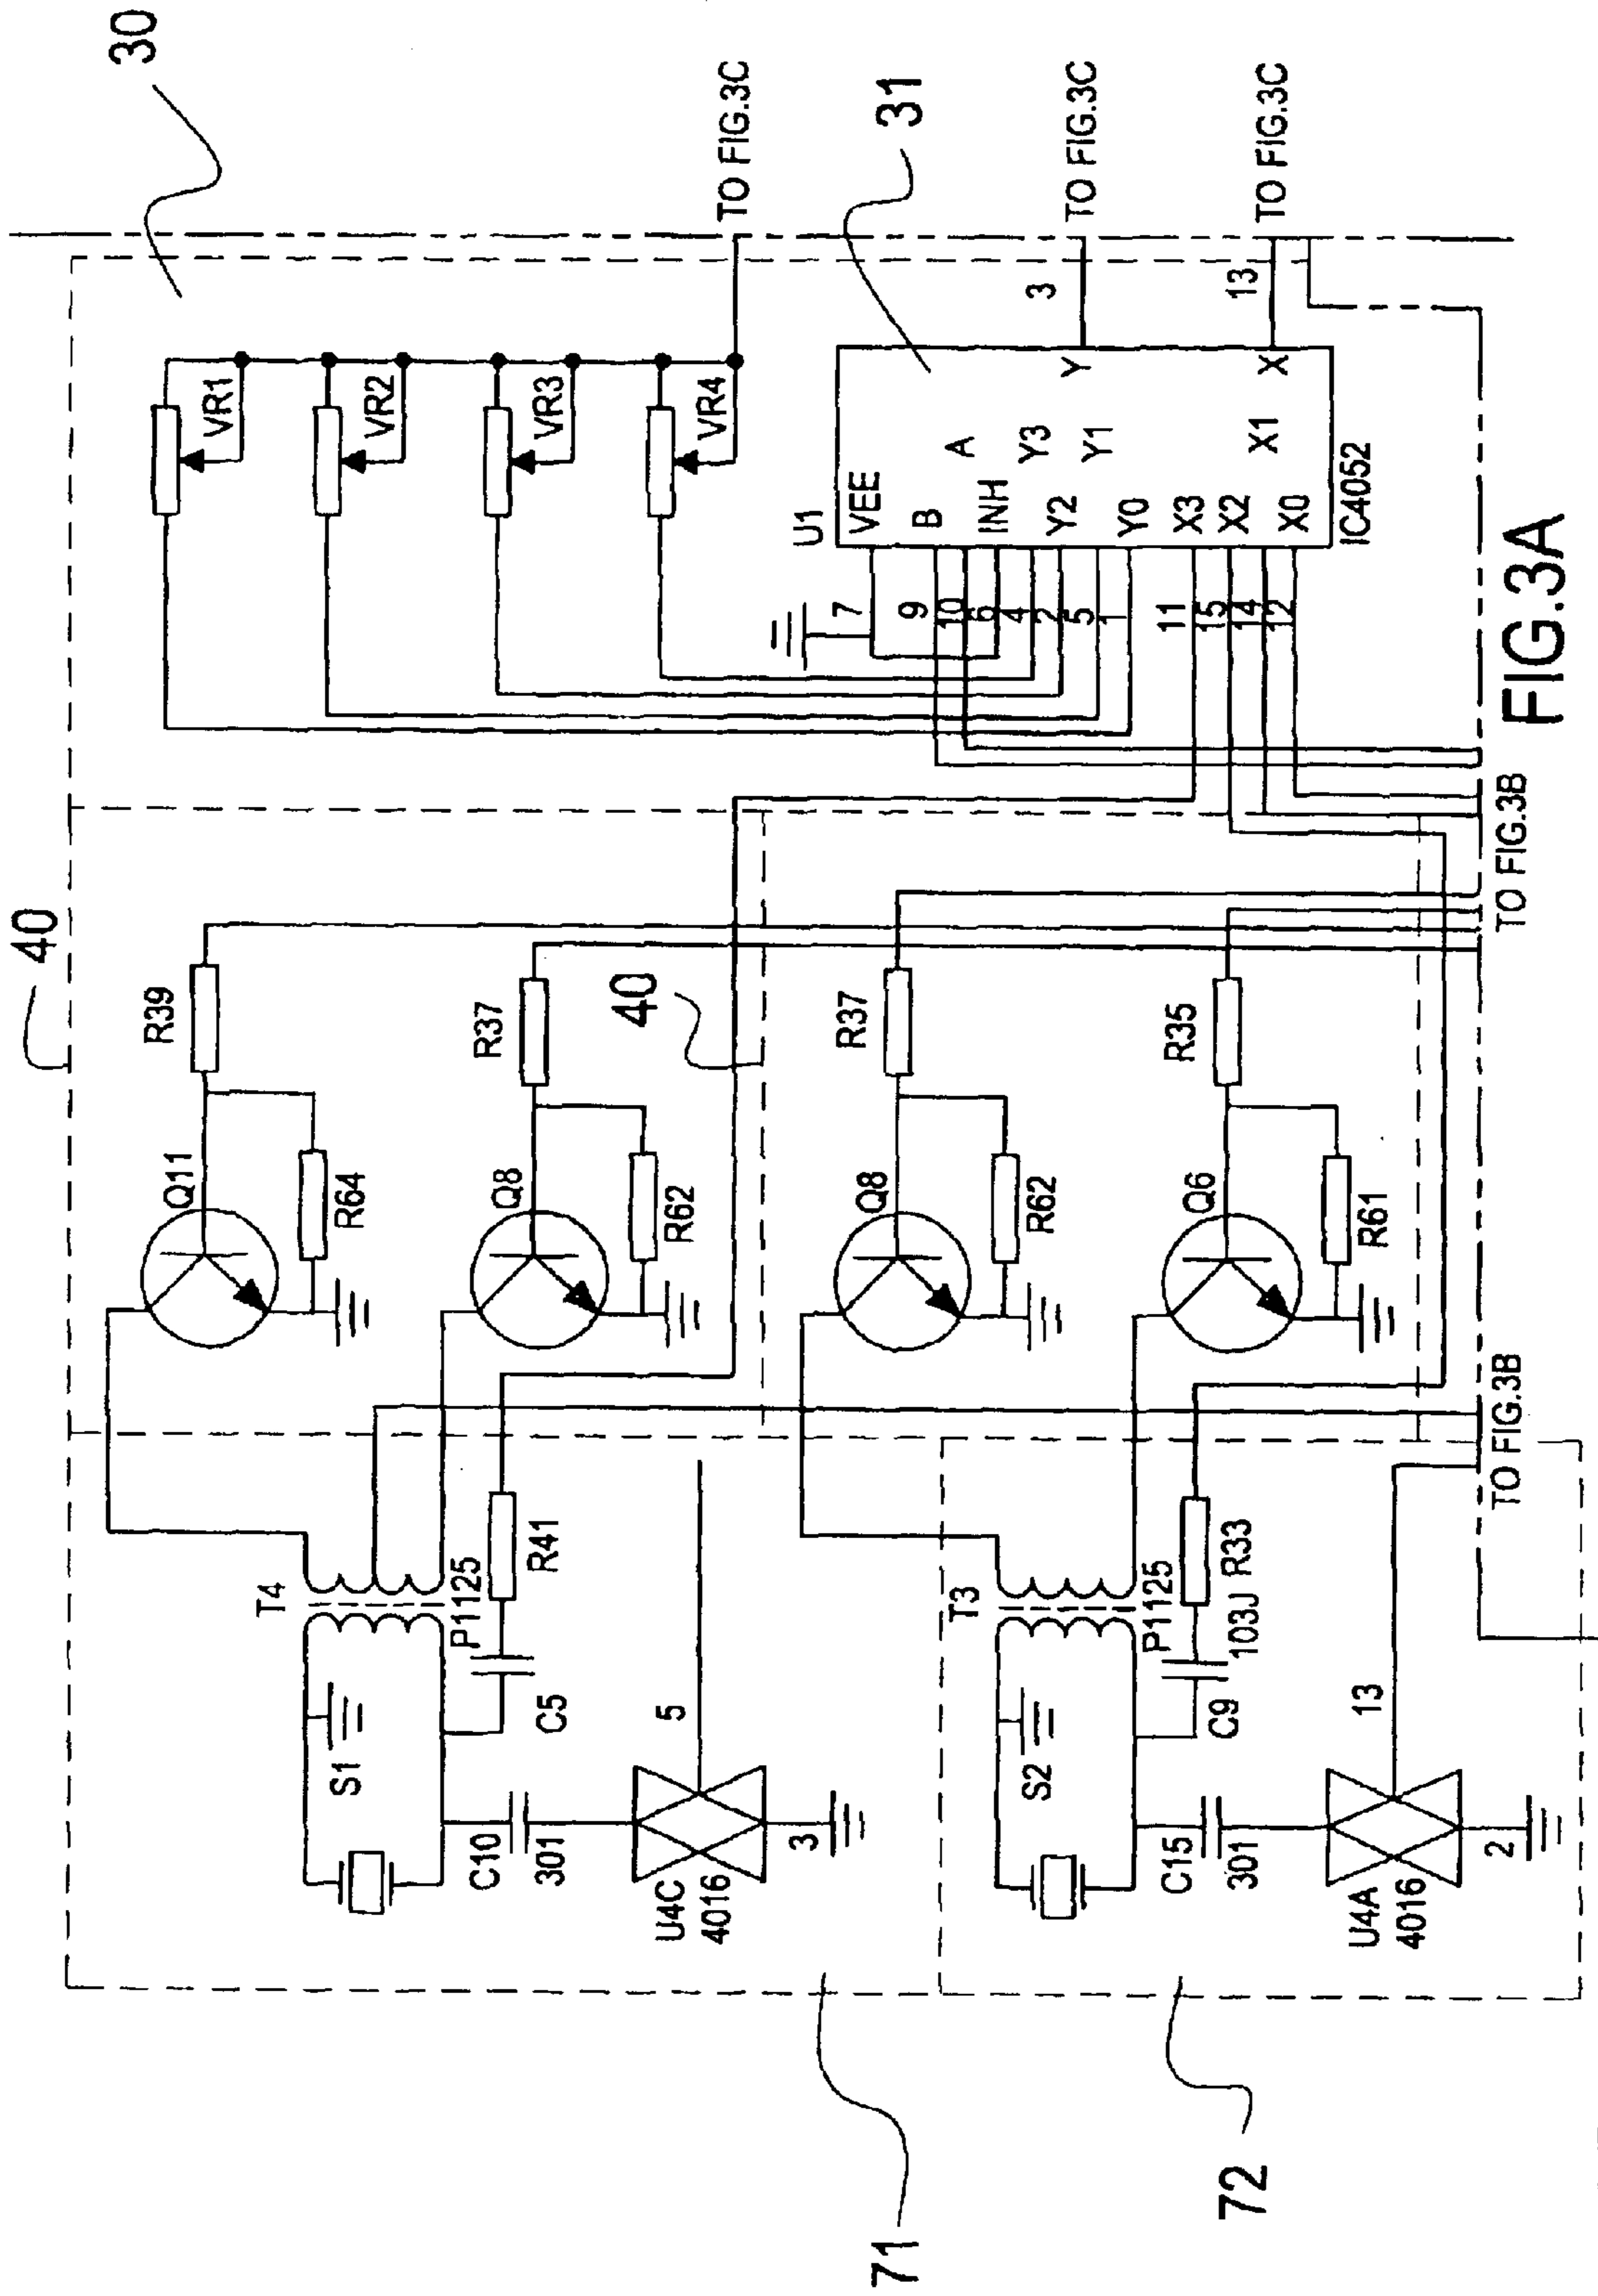 30
TO FIG.3C
TO FIG.3C
TO FIG.3C
31
VR1
VR2
VR3
VR4
3
13
U1
VEE
B
A
INH
Y3
Y2
Y1
Y0
Y
X3
X2
X1
X0
X
IC4052
7
9
10
6
4
2
5
1
11
15
14
12
FIG.3A
40
R39
Q11
R64
R37
Q8
R62
40
R37
Q8
R62
R35
Q6
R61
TO FIG.3B
TO FIG.3B
T4
P1125
R41
S1
C5
C10
301
5
U4C
4016
3
T3
P1125
R33
103J
S2
C9
C15
301
13
U4A
4016
2
71
72